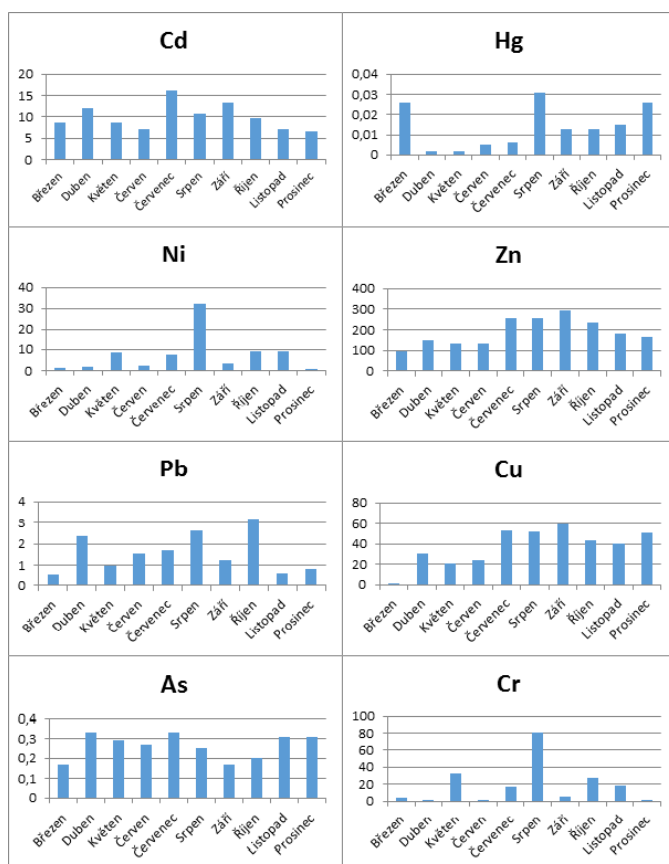 Cd
20
15
10
5
0
Březen
Duben
Květen
Červen
Červenec
Srpen
Září
Říjen
Listopad
Prosinec
Hg
0,04
0,03
0,02
0,01
0
Březen
Duben
Květen
Červen
Červenec
Srpen
Září
Říjen
Listopad
Prosinec
Ni
40
30
20
10
0
Březen
Duben
Květen
Červen
Červenec
Srpen
Září
Říjen
Listopad
Prosinec
Zn
400
300
200
100
0
Březen
Duben
Květen
Červen
Červenec
Srpen
Září
Říjen
Listopad
Prosinec
Pb
4
3
2
1
0
Březen
Duben
Květen
Červen
Červenec
Srpen
Září
Říjen
Listopad
Prosinec
Cu
80
60
40
20
0
Březen
Duben
Květen
Červen
Červenec
Srpen
Září
Říjen
Listopad
Prosinec
As
0,4
0,3
0,2
0,1
0
Březen
Duben
Květen
Červen
Červenec
Srpen
Září
Říjen
Listopad
Prosinec
Cr
100
80
60
40
20
0
Březen
Duben
Květen
Červen
Červenec
Srpen
Září
Říjen
Listopad
Prosinec